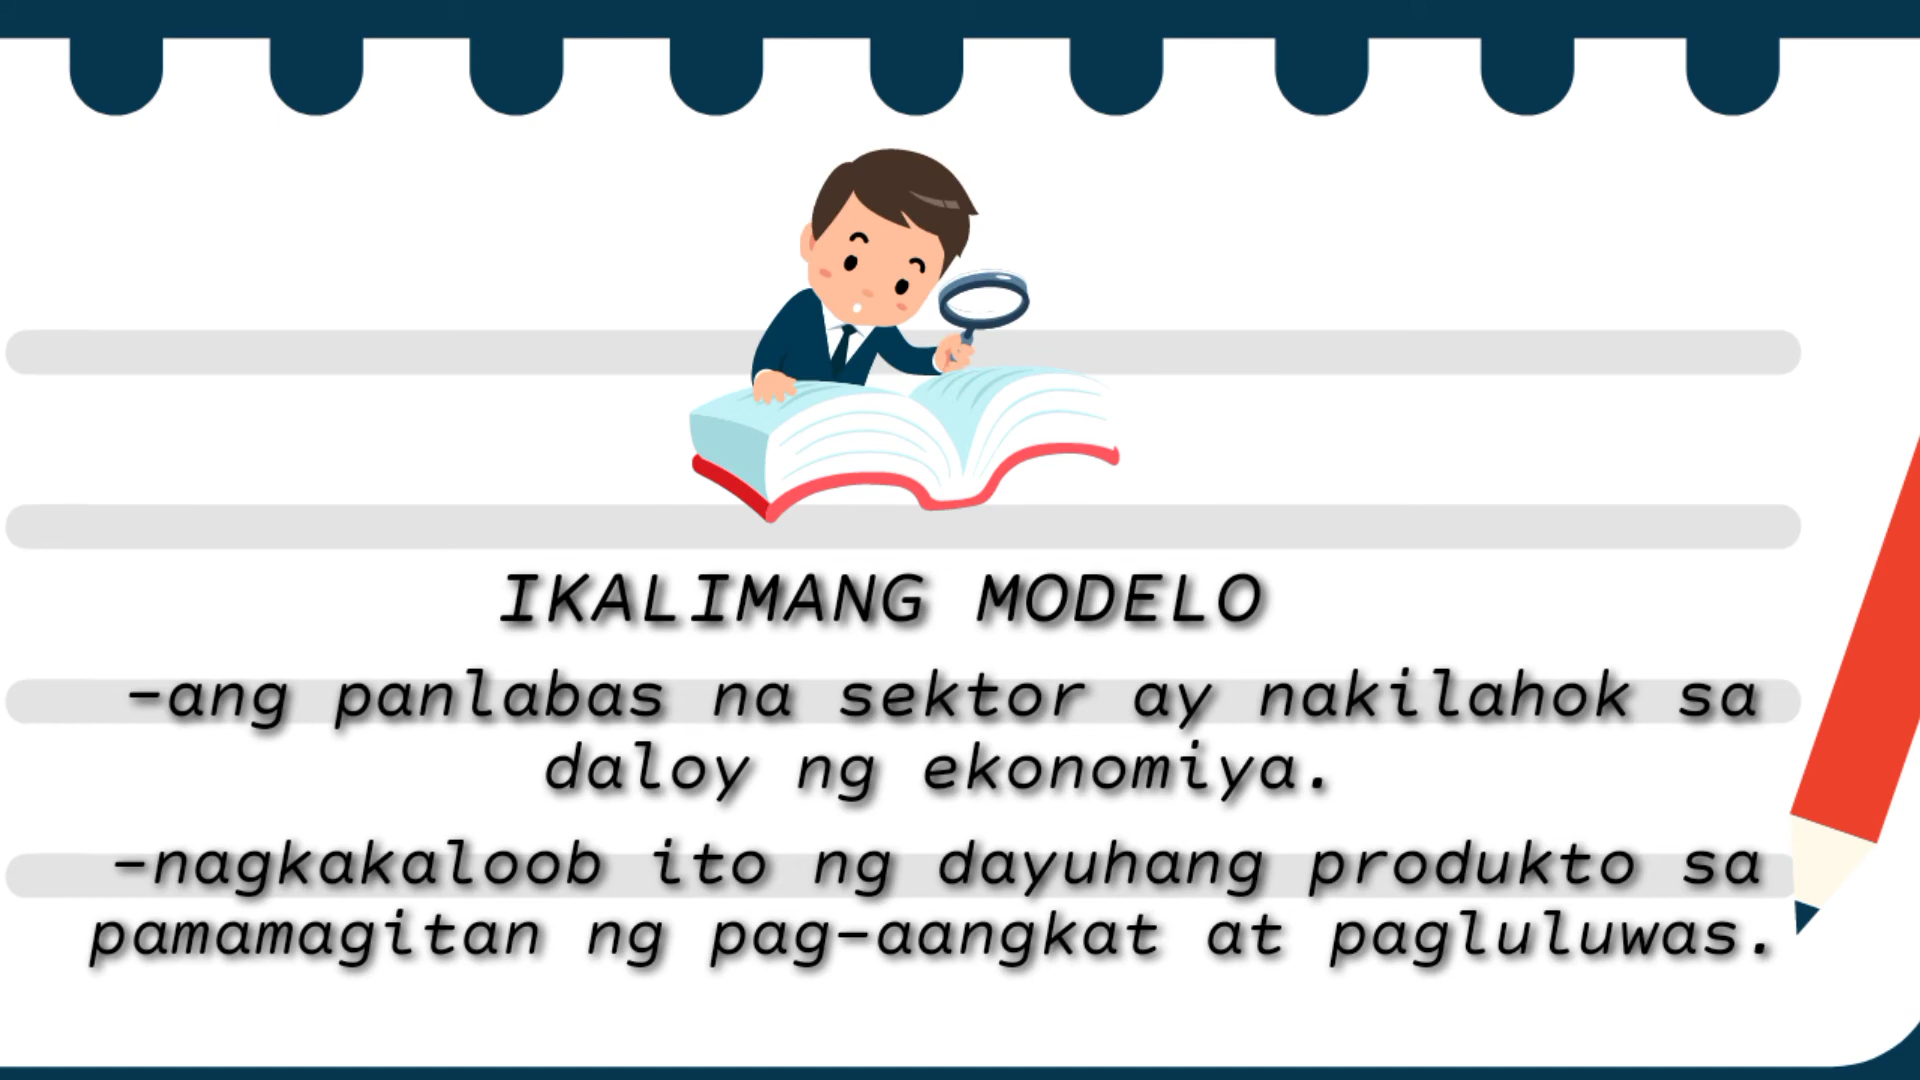 IKALIMANG MODELO
-ang panlabas na sektor ay nakilahok sa
daloy ng ekonomiya.
-nagkakaloob ito ng dayuhang produkto sa
pamamagitan ng pag-aangkat at pagluluwas.